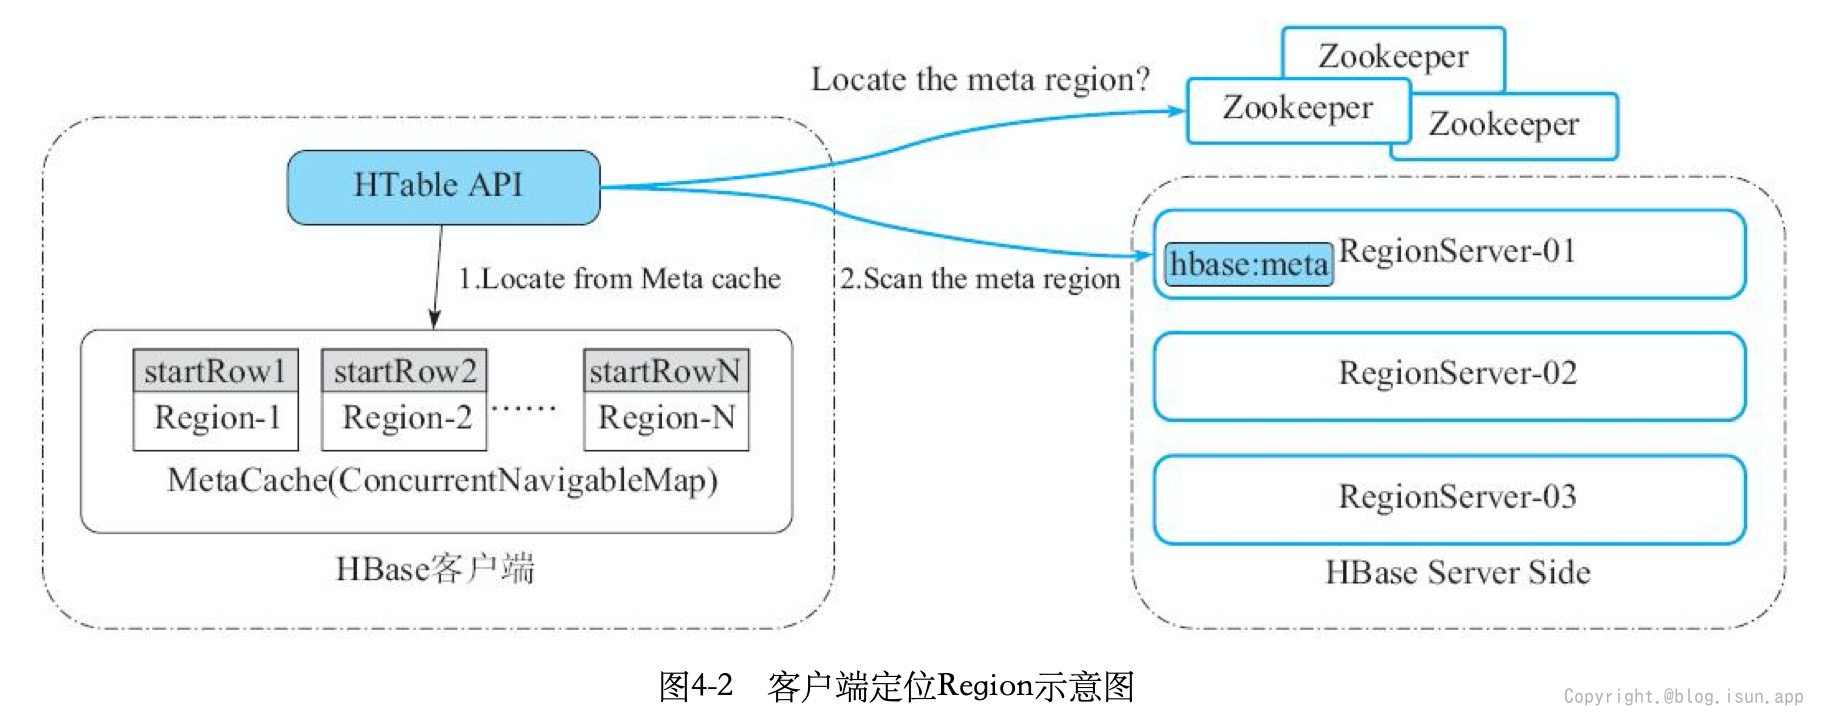 Locate the meta region?
Zookeeper
Zookeeper
Zookeeper
HTable API
1.Locate from Meta cache
2.Scan the meta region
hbase:meta
RegionServer-01
RegionServer-02
RegionServer-03
HBase Server Side
startRow1
Region-1
startRow2
Region-2
······
startRowN
Region-N
MetaCache(ConcurrentNavigableMap)
HBase客户端
图4-2 客户端定位Region示意图
Copyright.@blog.isun.app